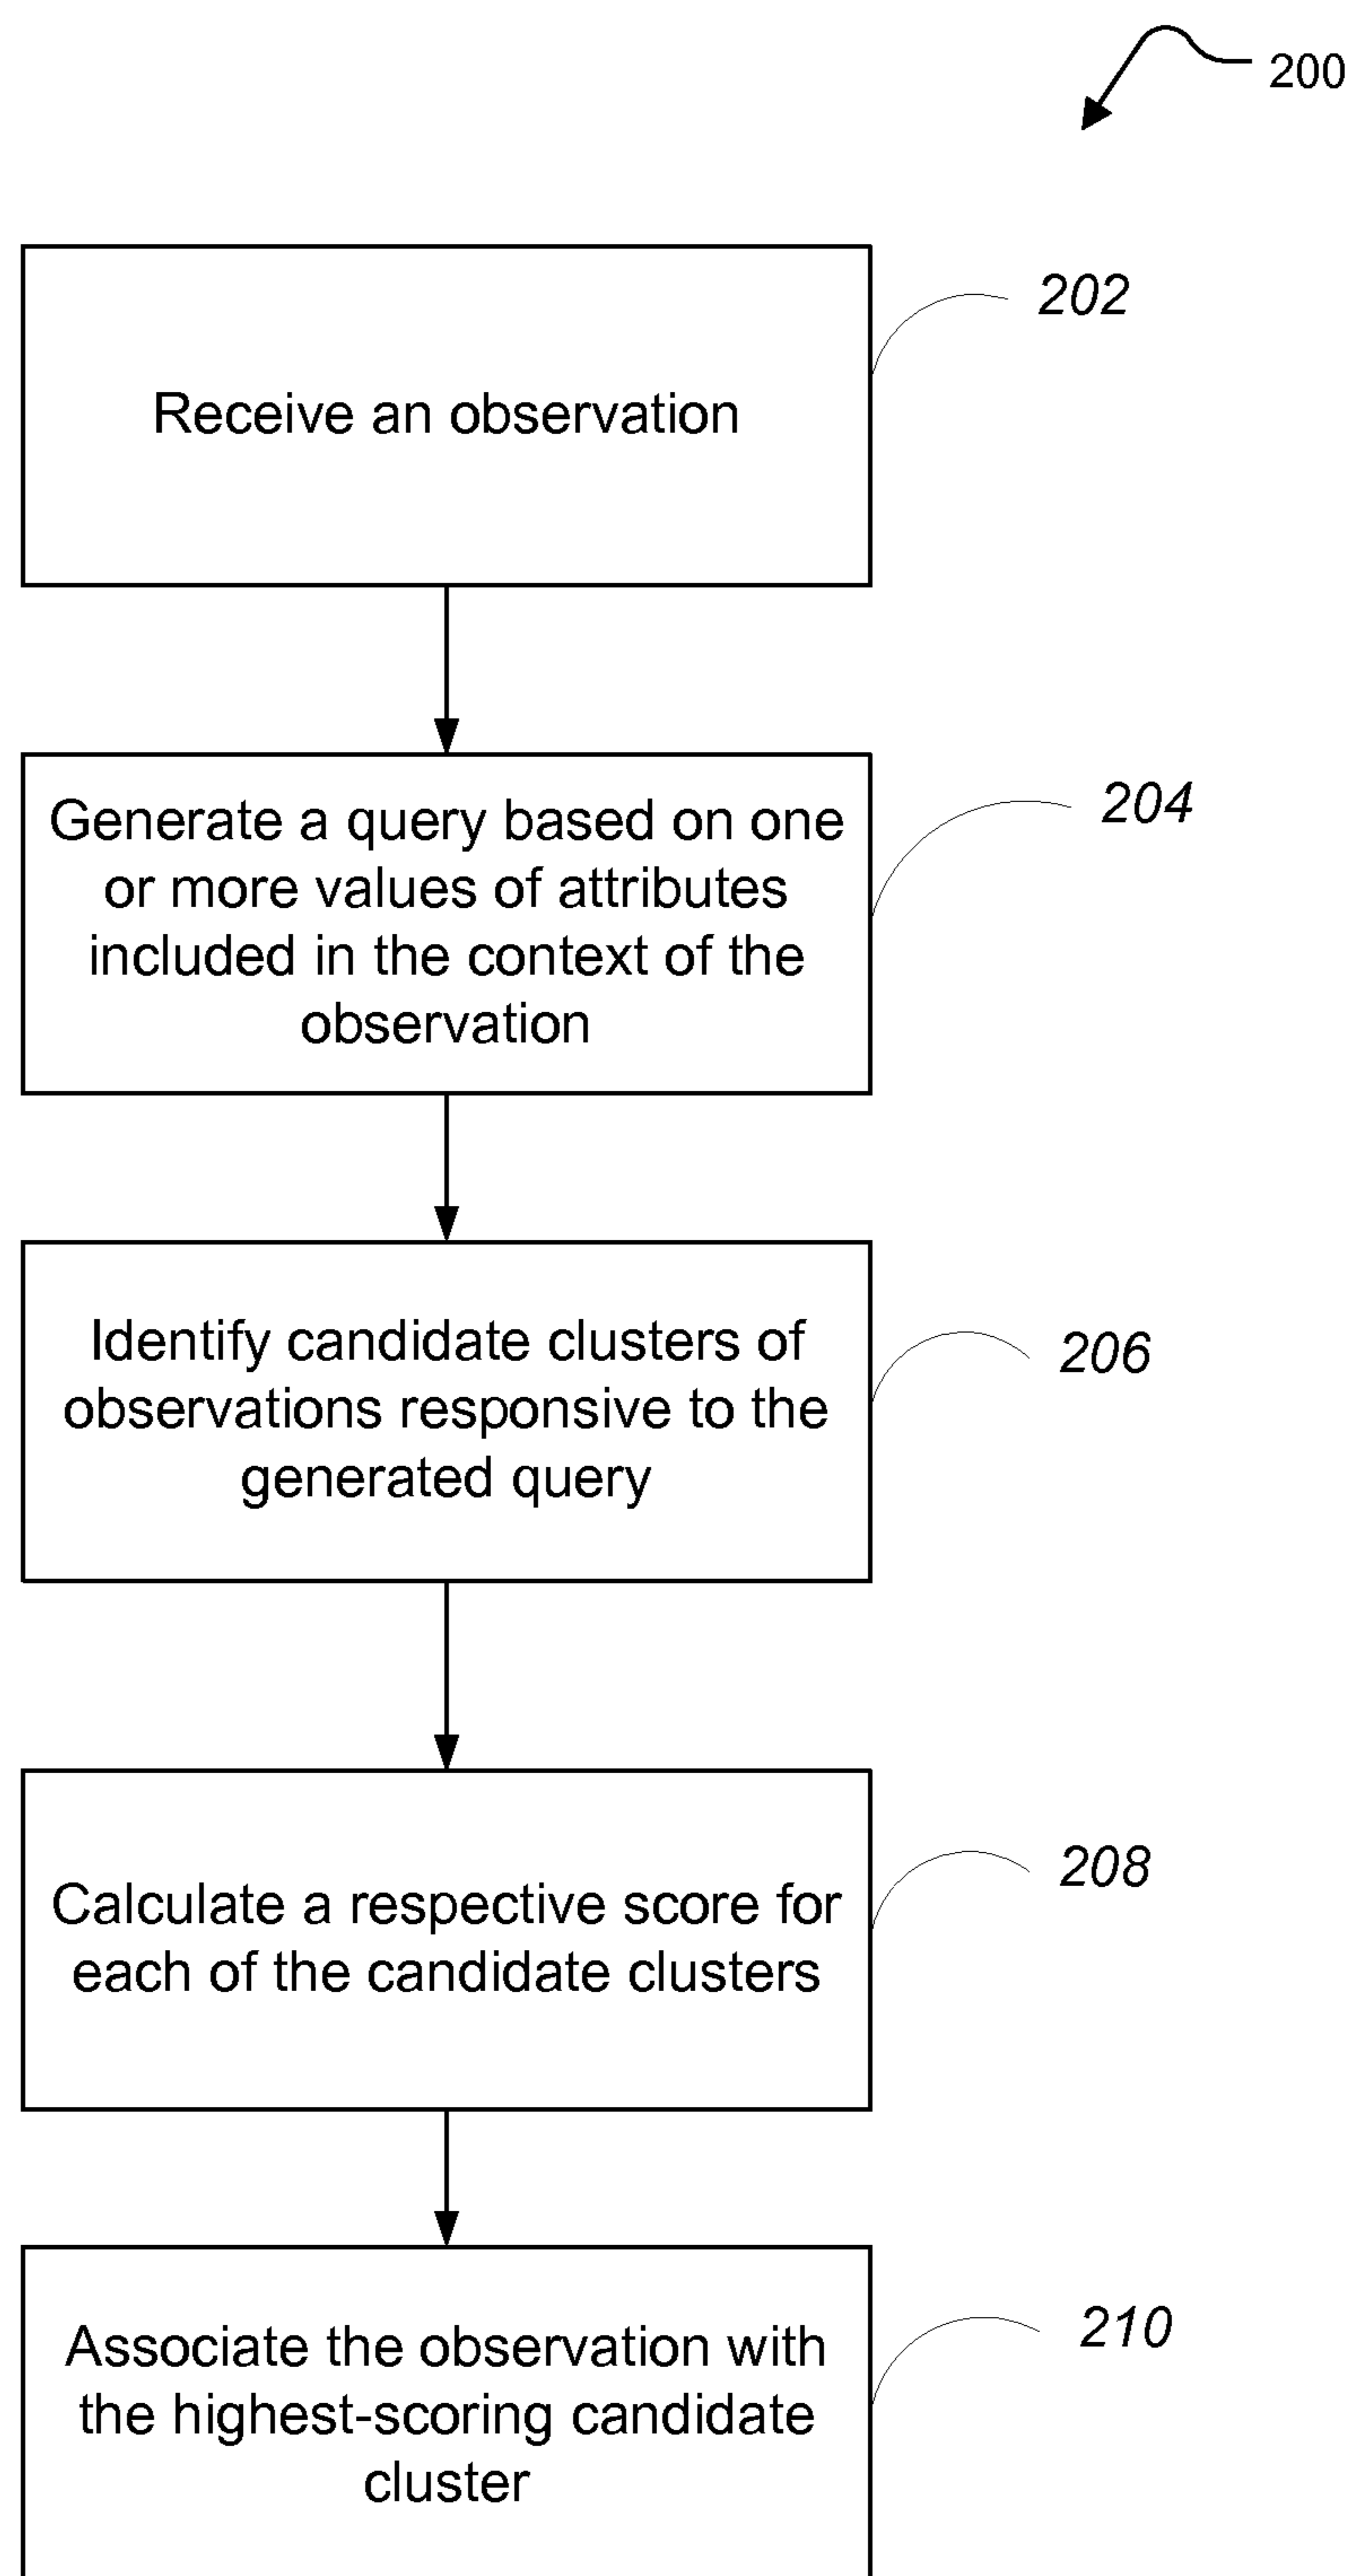 200
Receive an observation
202
Generate a query based on one
or more values of attributes
included in the context of the
observation
204
Identify candidate clusters of
observations responsive to the
generated query
206
Calculate a respective score for
each of the candidate clusters
208
Associate the observation with
the highest-scoring candidate
cluster
210